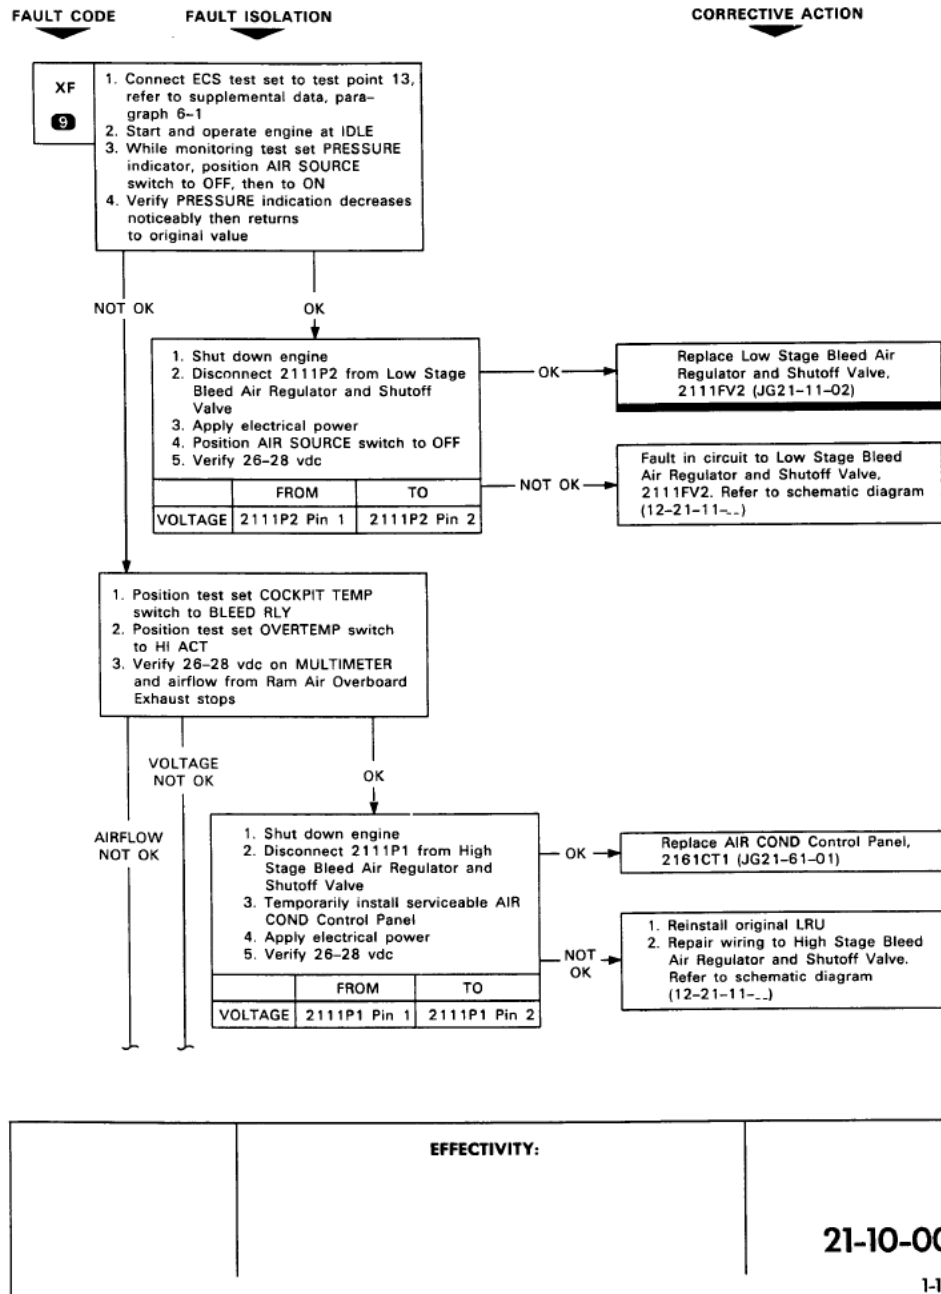 FAULT CODE FAULT ISOLATION CORRECTIVE ACTION
XF
9
1. Connect ECS test set to test point 13,
refer to supplemental data, para-
graph 6-1
2. Start and operate engine at IDLE
3. While monitoring test set PRESSURE
indicator, position AIR SOURCE
switch to OFF, then to ON
4. Verify PRESSURE indication decreases
noticeably then returns
to original value
NOT OK
OK
1. Shut down engine
2. Disconnect 2111P2 from Low Stage
Bleed Air Regulator and Shutoff
Valve
3. Apply electrical power
4. Position AIR SOURCE switch to OFF
5. Verify 26-28 vdc
FROM TO
VOLTAGE 2111P2 Pin 1 2111P2 Pin 2
OK
Replace Low Stage Bleed Air
Regulator and Shutoff Valve,
2111FV2 (JG21-11-02)
NOT OK
Fault in circuit to Low Stage Bleed
Air Regulator and Shutoff Valve,
2111FV2. Refer to schematic diagram
(12-21-11-__)
1. Position test set COCKPIT TEMP
switch to BLEED RLY
2. Position test set OVERTEMP switch
to HI ACT
3. Verify 26-28 vdc on MULTIMETER
and airflow from Ram Air Overboard
Exhaust stops
AIRFLOW
NOT OK
VOLTAGE
NOT OK
OK
1. Shut down engine
2. Disconnect 2111P1 from High
Stage Bleed Air Regulator and
Shutoff Valve
3. Temporarily install serviceable AIR
COND Control Panel
4. Apply electrical power
5. Verify 26-28 vdc
FROM TO
VOLTAGE 2111P1 Pin 1 2111P1 Pin 2
OK
Replace AIR COND Control Panel,
2161CT1 (JG21-61-01)
NOT
OK
1. Reinstall original LRU
2. Repair wiring to High Stage Bleed
Air Regulator and Shutoff Valve.
Refer to schematic diagram
(12-21-11-__)
EFFECTIVITY:
21-10-00
1-1